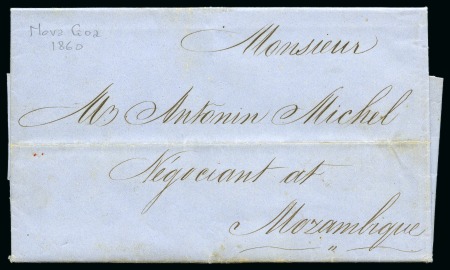 Nova Goa
1860
Monsieur
Mr Antonin Michel
Négociant at
Mozambique